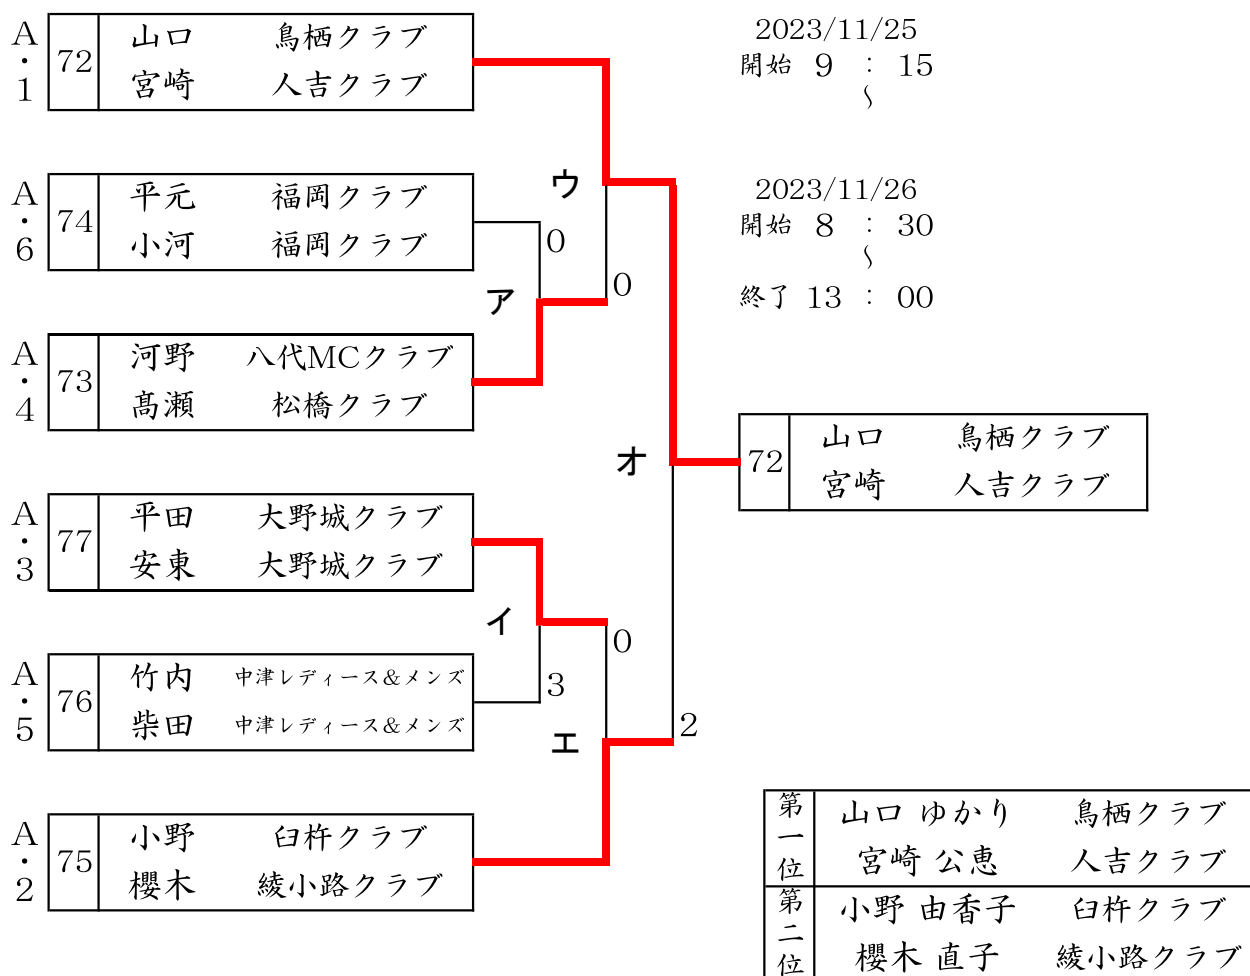 A・1 72 山口 鳥栖クラブ
宮崎 人吉クラブ
2023/11/25
開始 9 : 15
～
A・6 74 平元 福岡クラブ
小河 福岡クラブ
ウ
0
2023/11/26
開始 8 : 30
～
終了 13 : 00
ア
0
A・4 73 河野 八代MCクラブ
髙瀬 松橋クラブ
オ
72 山口 鳥栖クラブ
宮崎 人吉クラブ
A・3 77 平田 大野城クラブ
安東 大野城クラブ
イ
0
A・5 76 竹内 中津レディース&メンズ
柴田 中津レディース&メンズ
3
エ
2
A・2 75 小野 臼杵クラブ
櫻木 綾小路クラブ
第一位 山口 ゆかり 鳥栖クラブ
宮崎 公恵 人吉クラブ
第二位 小野 由香子 臼杵クラブ
櫻木 直子 綾小路クラブ